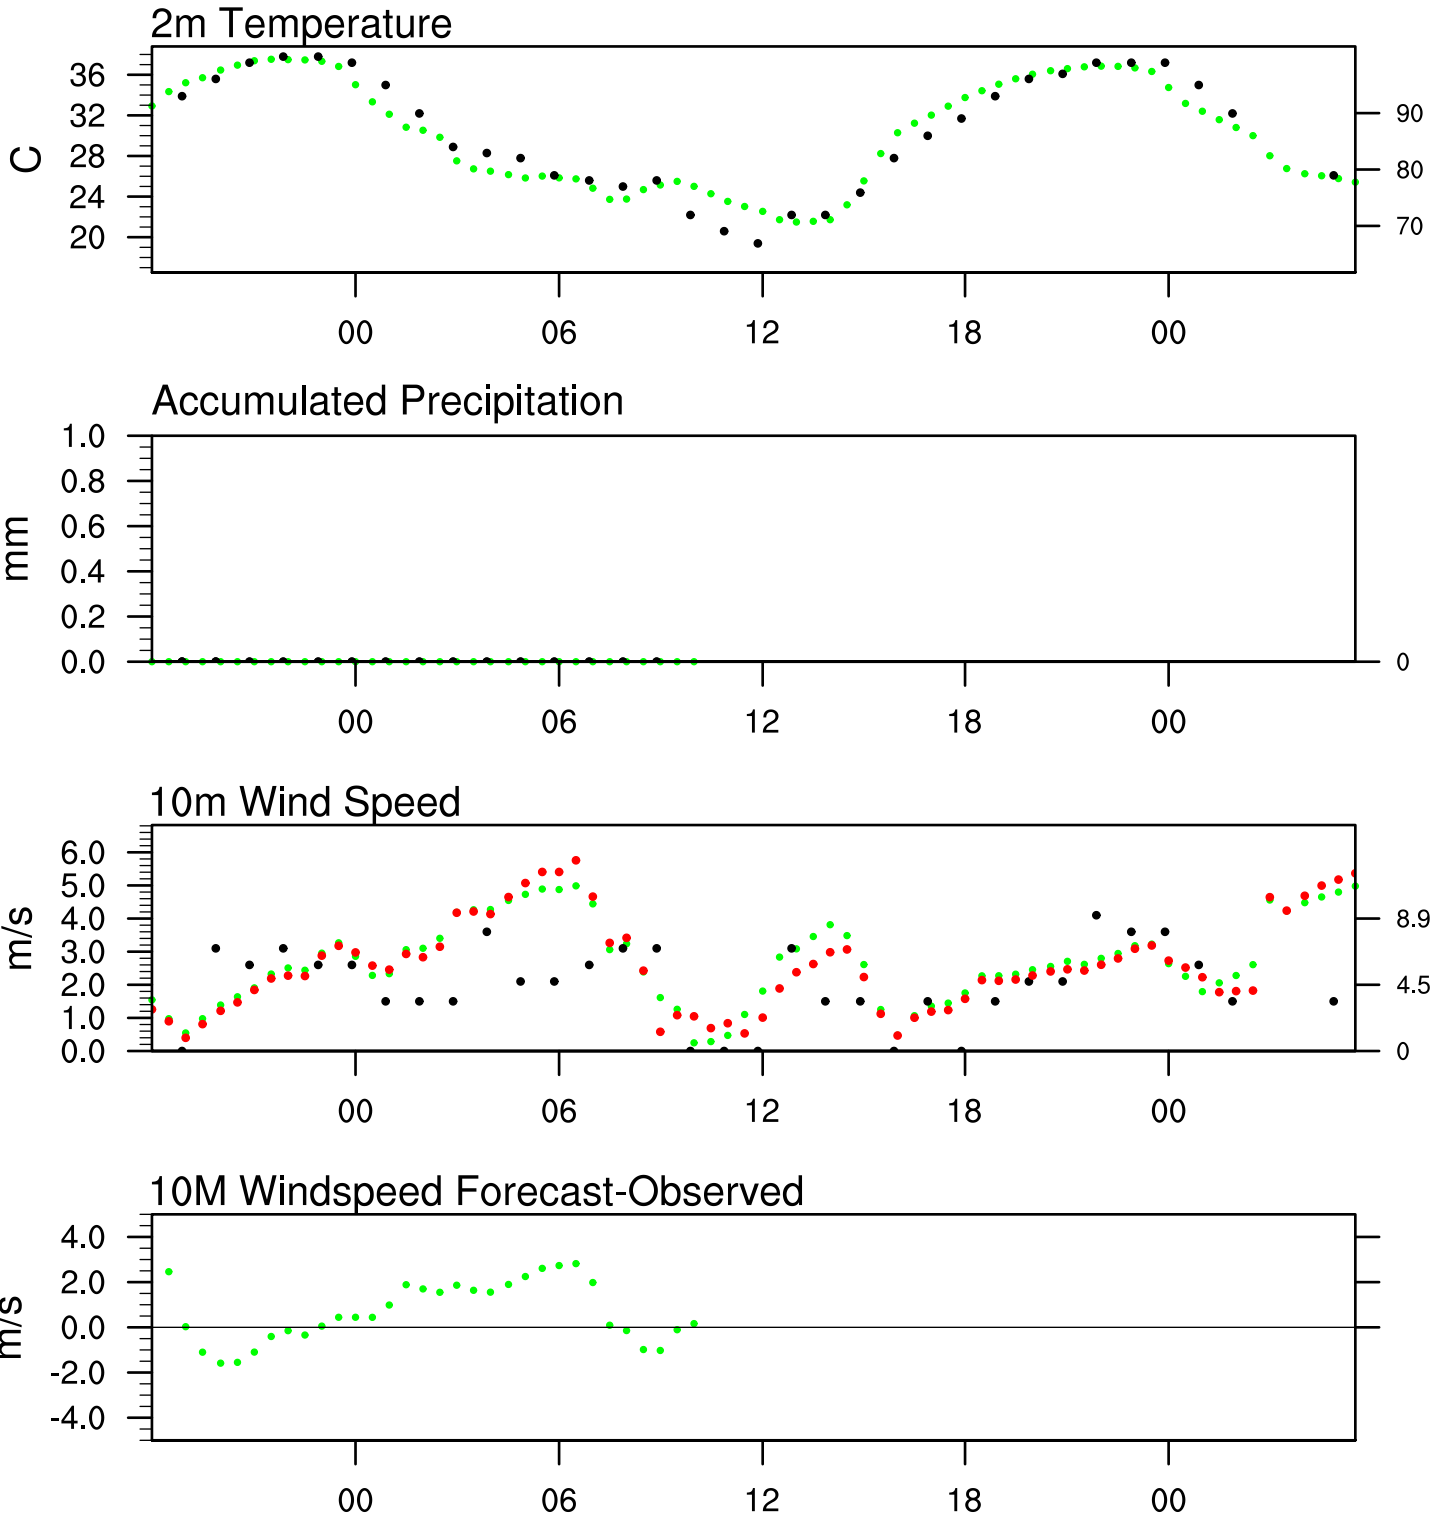 2m Temperature
36
32
28
24
20
C
90
80
70
00 06 12 18 00
Accumulated Precipitation
1.0
0.8
0.6
0.4
0.2
0.0
mm
0
00 06 12 18 00
10m Wind Speed
6.0
5.0
4.0
3.0
2.0
1.0
0.0
m/s
8.9
4.5
0
00 06 12 18 00
10M Windspeed Forecast-Observed
4.0
2.0
0.0
-2.0
-4.0
m/s
00 06 12 18 00